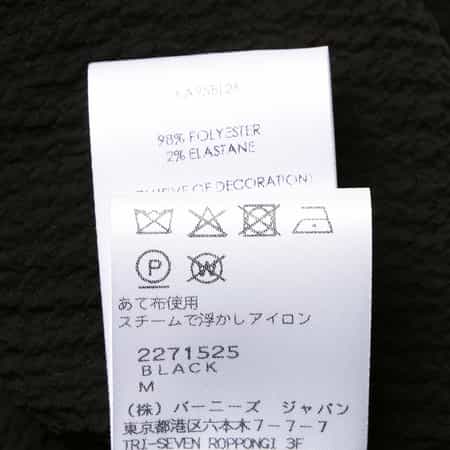 98% POLYESTER
2% ELASTANE
OF DECORATION)
P
W
あて布使用
スチームで浮かしアイロン
2271525
BLACK
M
(株) バーニーズ ジャパン
東京都港区六本木7-7-7
TRI-SEVEN ROPPONGI 3F